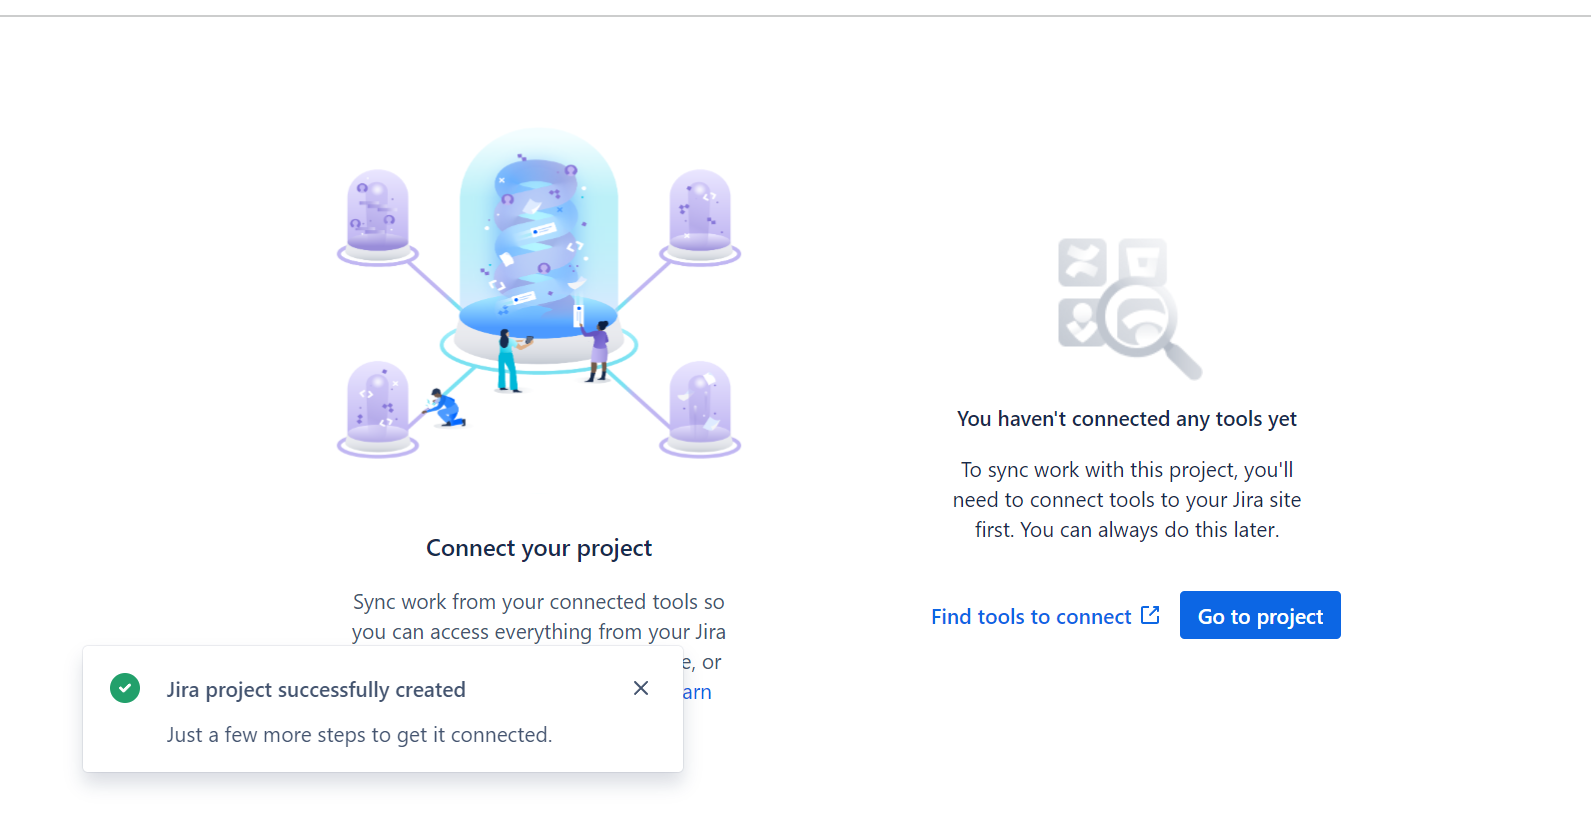 Connect your project
Sync work from your connected tools so
you can access everything from your Jira
e, or
arn
Jira project successfully created
Just a few more steps to get it connected.
You haven't connected any tools yet
To sync work with this project, you'll
need to connect tools to your Jira site
first. You can always do this later.
Find tools to connect
Go to project